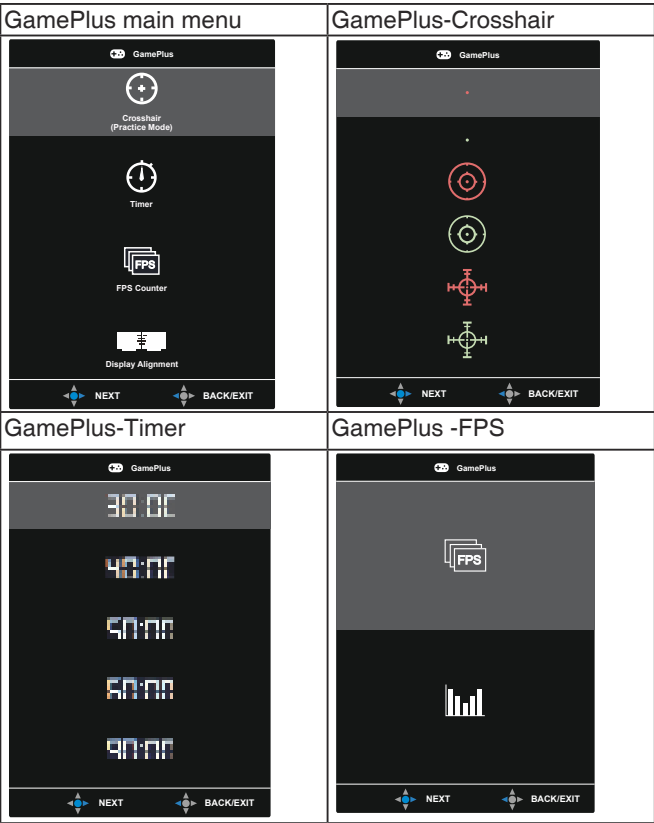 GamePlus main menu
GamePlus-Crosshair
GamePlus
Crosshair
(Practice Mode)
Timer
FPS
FPS Counter
Display Alignment
NEXT BACK/EXIT
GamePlus
NEXT BACK/EXIT
GamePlus-Timer
GamePlus -FPS
GamePlus
NEXT BACK/EXIT
GamePlus
FPS
NEXT BACK/EXIT